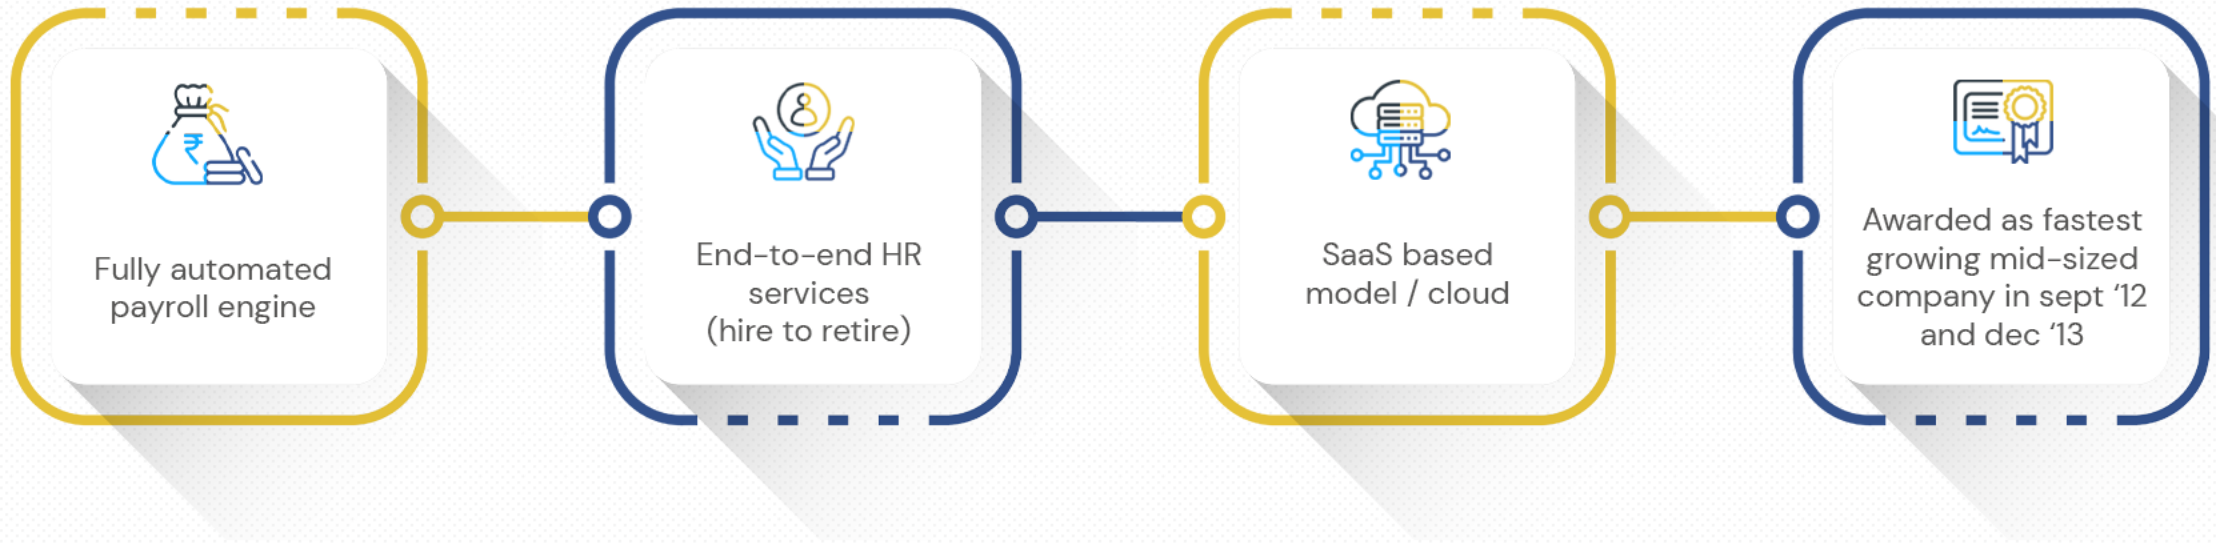 Fully automated
payroll engine
End-to-end HR
services
(hire to retire)
SaaS based
model / cloud
Awarded as fastest
growing mid-sized
company in sept ‘12
and dec ‘13